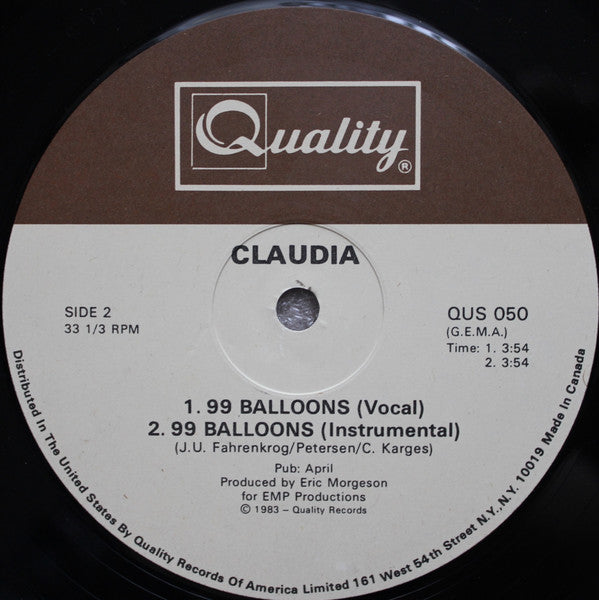 Quality®
CLAUDIA
SIDE 2
33 1/3 RPM
QUS 050
(G.E.M.A.)
Time: 1. 3:54
2. 3:54
1. 99 BALLOONS (Vocal)
2. 99 BALLOONS (Instrumental)
(J.U. Fahrenkrog/Petersen/C. Karges)
Pub: April
Produced by Eric Morgeson
for EMP Productions
© 1983 – Quality Records
Distributed In The United States By Quality Records Of America Limited 161 West 54th Street N.Y., N.Y. 10019 Made In Canada